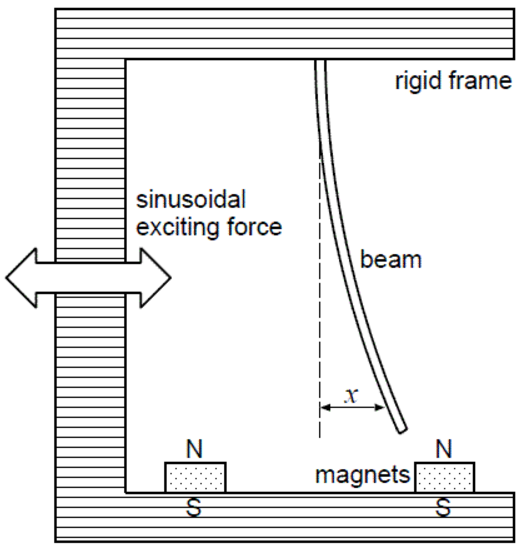 rigid frame
sinusoidal
exciting force
beam
x
N
N
magnets
S
S